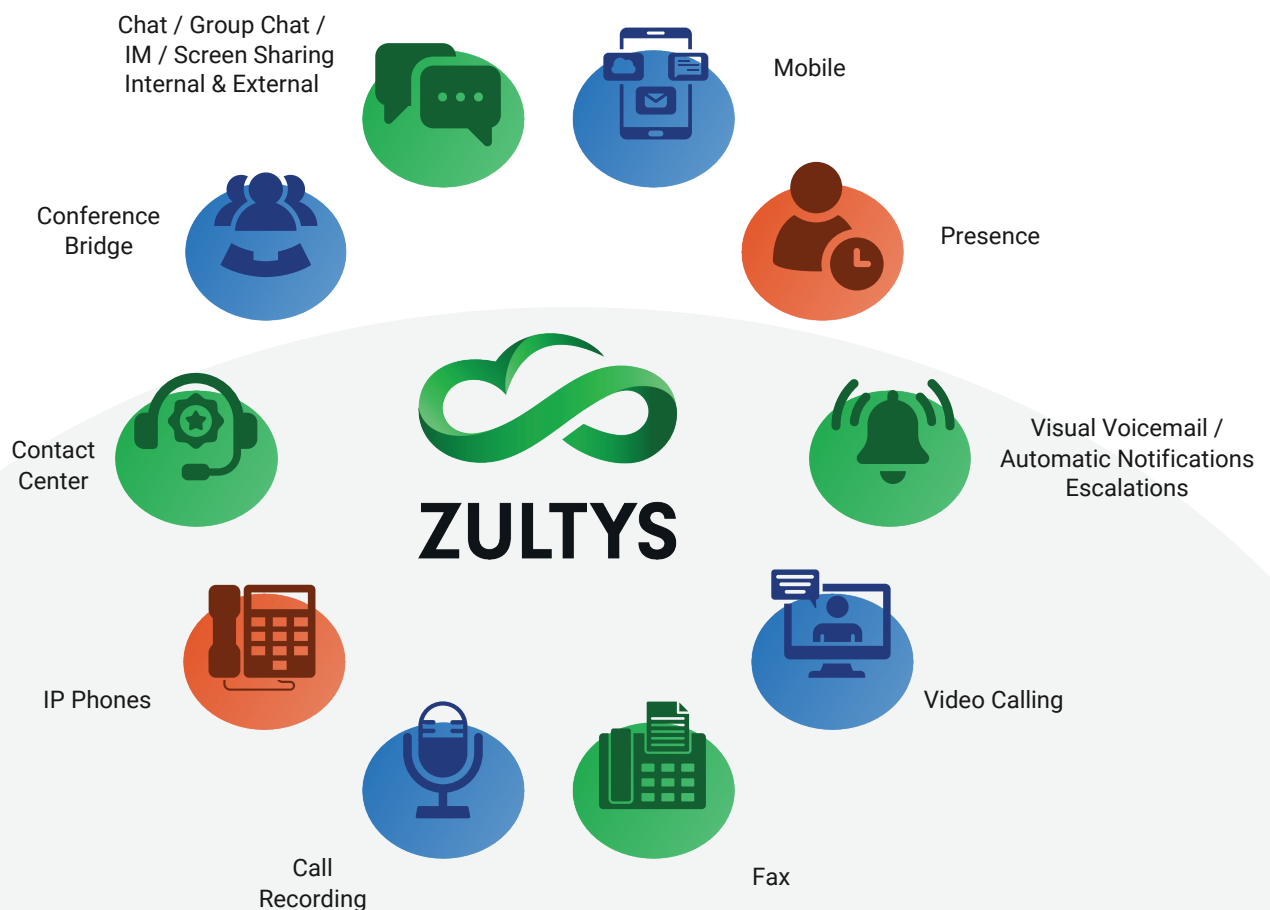 Chat / Group Chat /
IM / Screen Sharing
Internal & External
Mobile
Conference
Bridge
Presence
Contact
Center
ZULTYS
Visual Voicemail /
Automatic Notifications
Escalations
IP Phones
Video Calling
Call
Recording
Fax